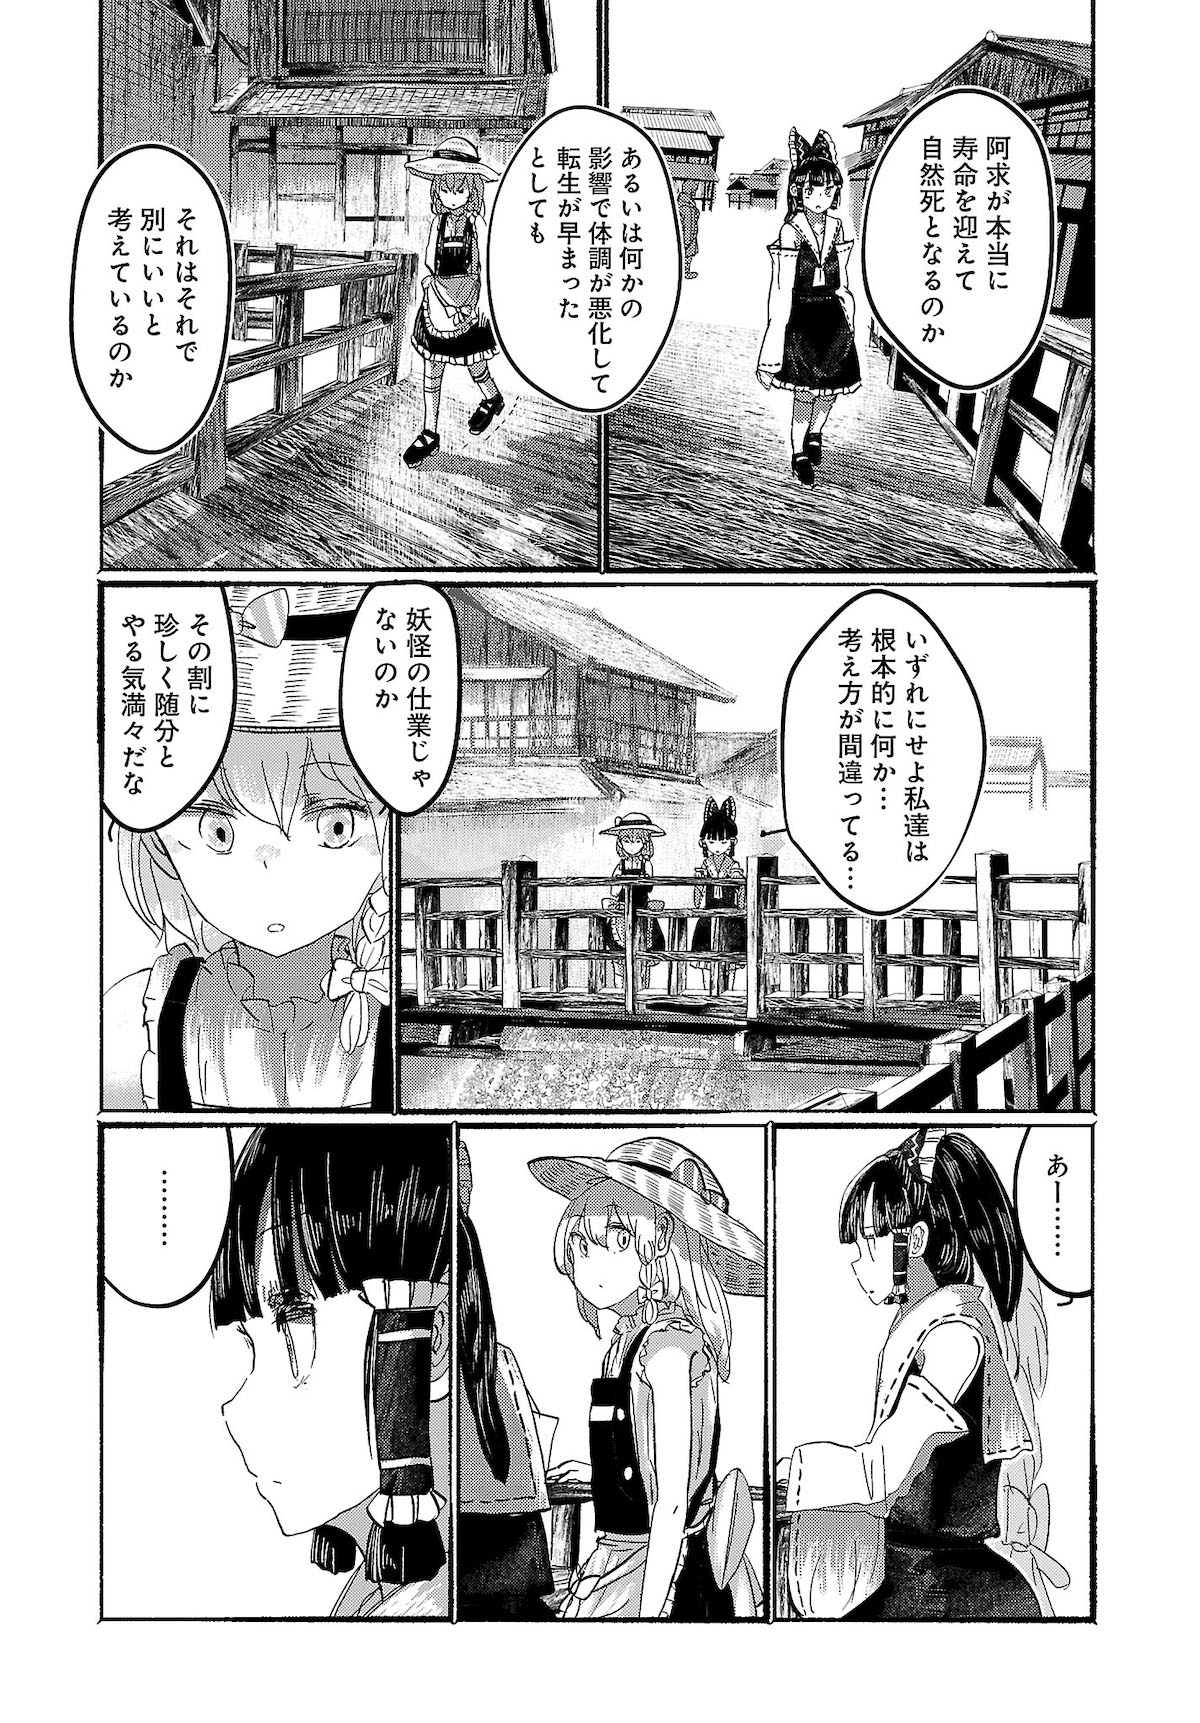 阿求が本当に
寿命を迎えて
自然死となるのか
あるいは何かの
影響で体調が悪化して
転生が早まった
としても
それはそれで
別にいいと
考えているのか
いずれにせよ私達は
根本的に何か…
考え方が間違ってる…
妖怪の仕業じゃ
ないのか
その割に
珍しく随分と
やる気満々だな
あー……
………